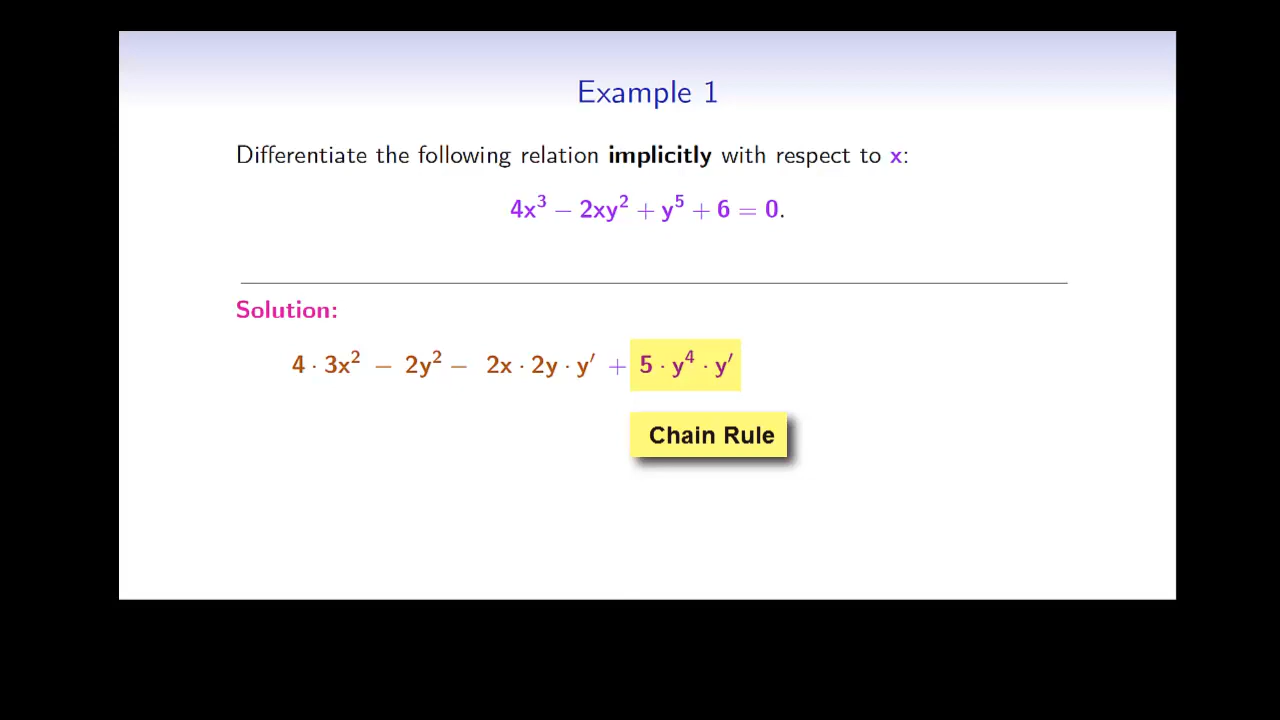 Example 1
Differentiate the following relation implicitly with respect to x:
4x³ − 2xy² + y⁵ + 6 = 0.
Solution:
4 · 3x² − 2y² − 2x · 2y · y′ + 5 · y⁴ · y′
Chain Rule